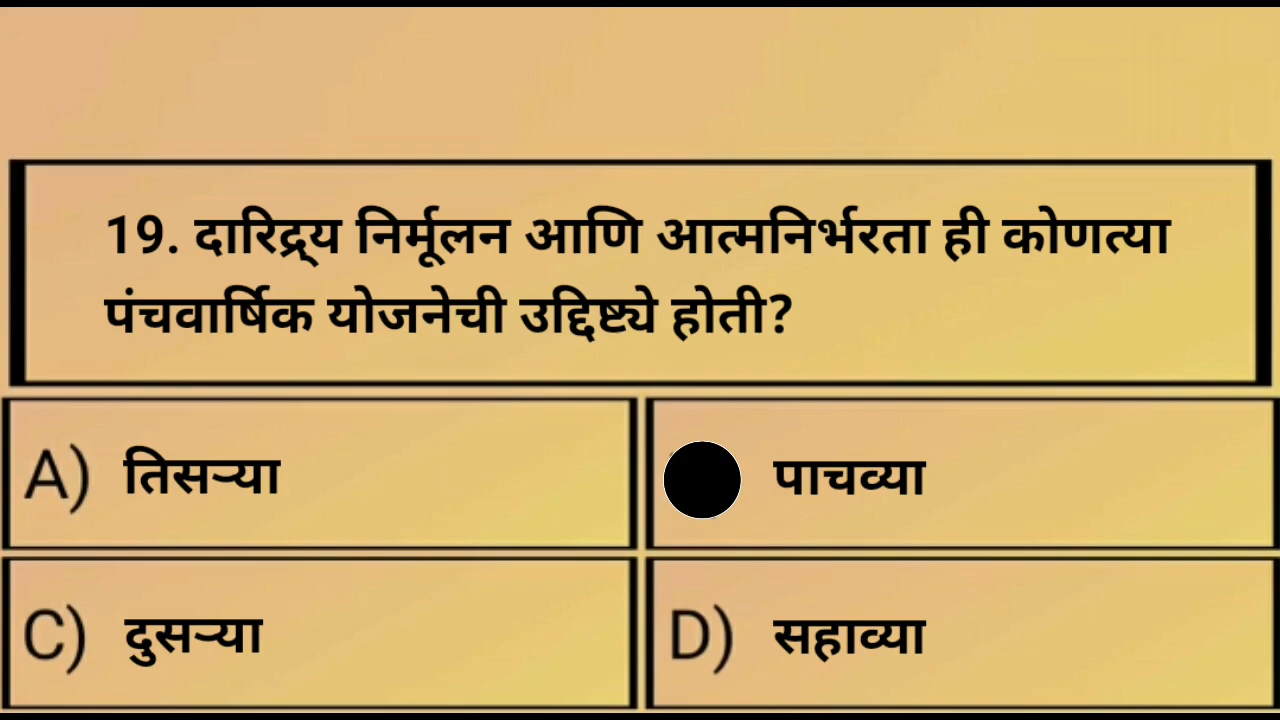 19. दारिद्र्य निर्मूलन आणि आत्मनिर्भरता ही कोणत्या
पंचवार्षिक योजनेची उद्दिष्ट्ये होती?
A) तिसऱ्या
पाचव्या
C) दुसऱ्या
D) सहाव्या